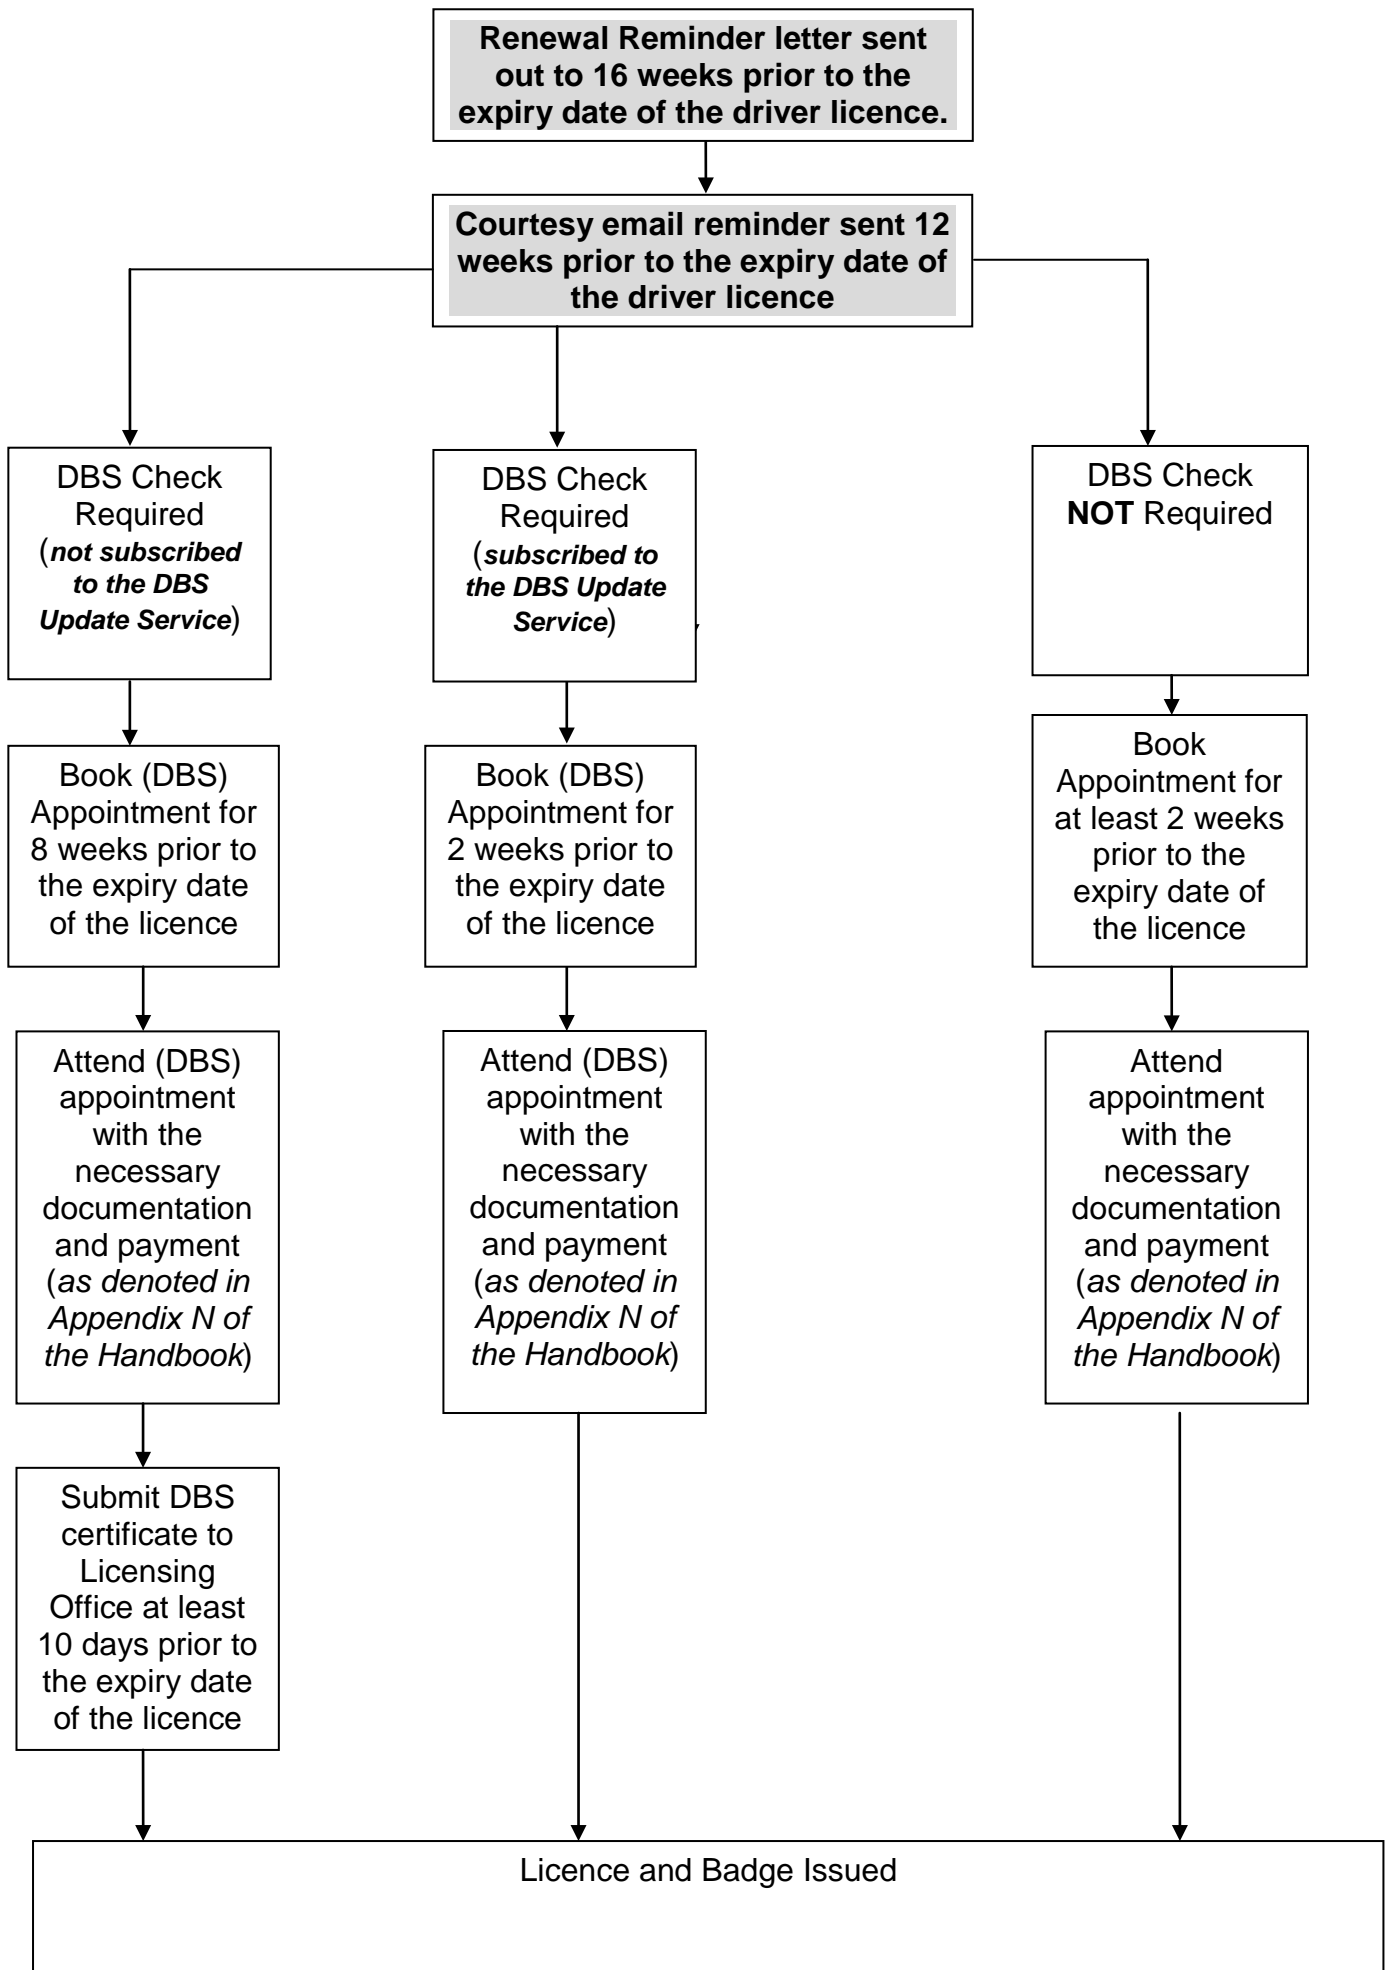 Renewal Reminder letter sent
out to 16 weeks prior to the
expiry date of the driver licence.
Courtesy email reminder sent 12
weeks prior to the expiry date of
the driver licence
DBS Check
Required
(not subscribed
to the DBS
Update Service)
DBS Check
Required
(subscribed to
the DBS Update
Service)
DBS Check
NOT Required
Book (DBS)
Appointment for
8 weeks prior to
the expiry date
of the licence
Book (DBS)
Appointment for
2 weeks prior to
the expiry date
of the licence
Book
Appointment for
at least 2 weeks
prior to the
expiry date of
the licence
Attend (DBS)
appointment
with the
necessary
documentation
and payment
(as denoted in
Appendix N of
the Handbook)
Attend (DBS)
appointment
with the
necessary
documentation
and payment
(as denoted in
Appendix N of
the Handbook)
Attend
appointment
with the
necessary
documentation
and payment
(as denoted in
Appendix N of
the Handbook)
Submit DBS
certificate to
Licensing
Office at least
10 days prior to
the expiry date
of the licence
Licence and Badge Issued